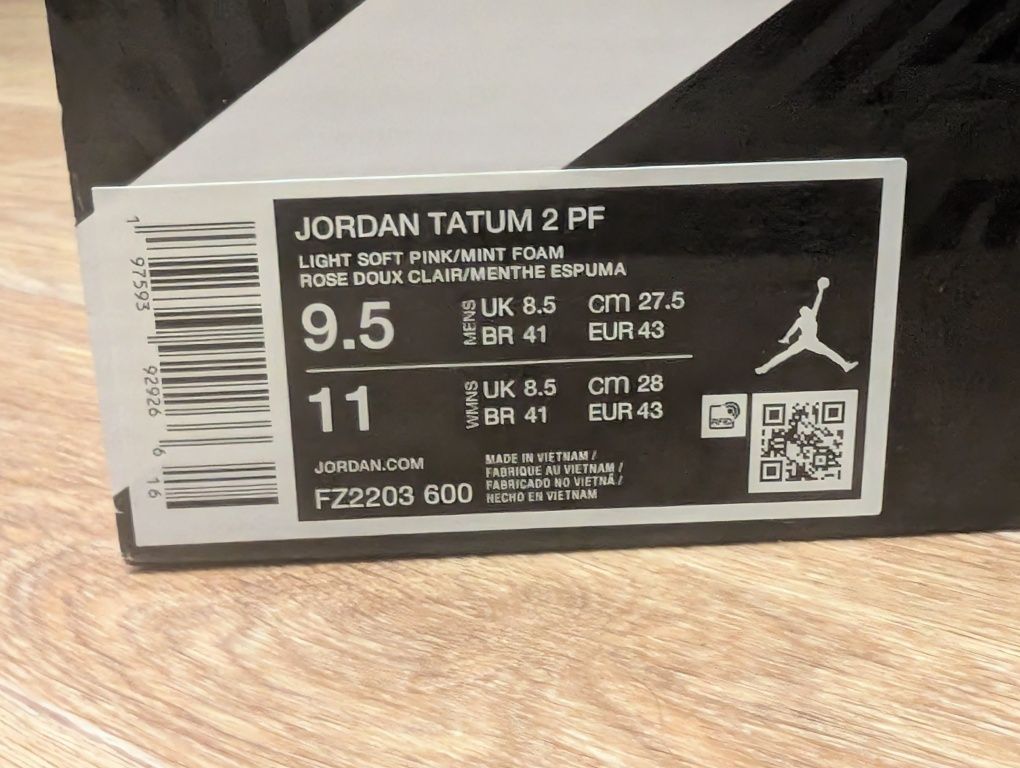 JORDAN TATUM 2 PF
LIGHT SOFT PINK/MINT FOAM
ROSE DOUX CLAIR/MENTHE ESPUMA
9.5 MENS UK 8.5 cm 27.5
BR 41 EUR 43
11 WMNS UK 8.5 cm 28
BR 41 EUR 43
JORDAN.COM
FZ2203 600
MADE IN VIETNAM /
FABRIQUE AU VIETNAM /
FABRICADO NO VIETNÃ /
HECHO EN VIETNAM
RFID
1 97593 92926 6 16